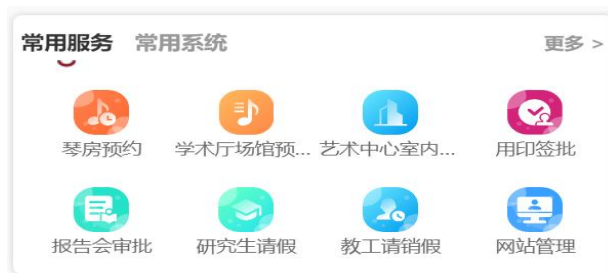 常用服务 常用系统 更多 >
琴房预约 学术厅场馆预... 艺术中心室内... 用印签批
报告会审批 研究生请假 教工请销假 网站管理